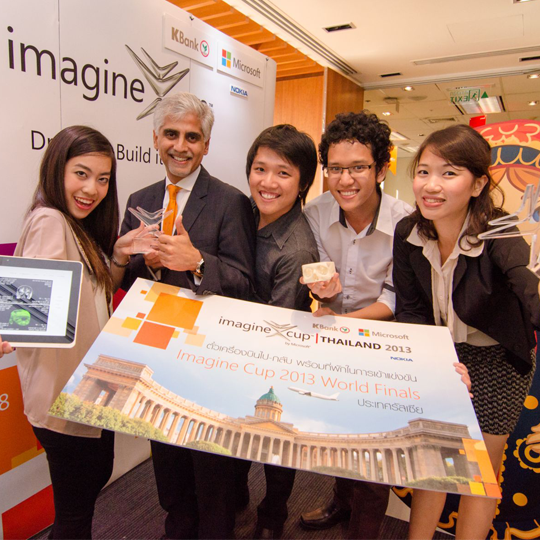 KBank
Microsoft
NOKIA
imagine
Build
EXIT
imagine cup THAILAND 2013
KBank Microsoft
NOKIA
ตั๋วเครื่องบินไป-กลับ พร้อมที่พักในการเข้าแข่งขัน
Imagine Cup 2013 World Finals
ประเทศรัสเซีย
8